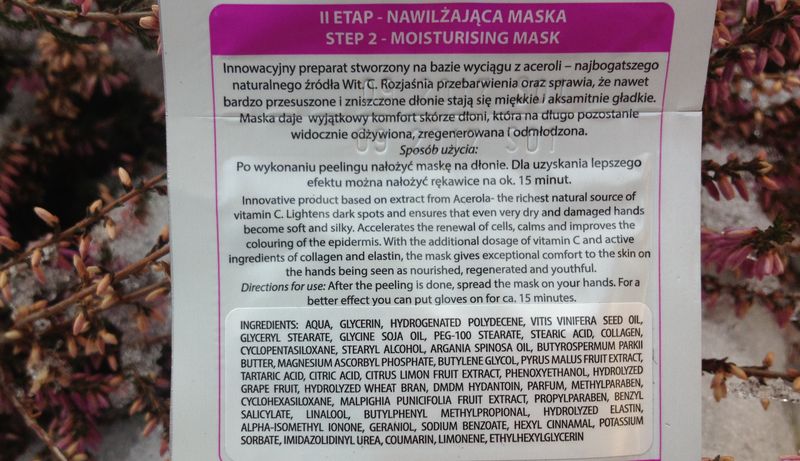 II ETAP - NAWILŻAJĄCA MASKA
STEP 2 - MOISTURISING MASK
Innowacyjny preparat stworzony na bazie wyciągu z aceroli – najbogatszego
naturalnego źródła Wit. C. Rozjaśnia przebarwienia oraz sprawia, że nawet
bardzo przesuszone i zniszczone dłonie stają się miękkie i aksamitnie gładkie.
Maska daje wyjątkowy komfort skórze dłoni, która na długo pozostanie
widocznie odżywiona, zregenerowana i odmłodzona.
Sposób użycia:
Po wykonaniu peelingu nałożyć maskę na dłonie. Dla uzyskania lepszego
efektu można nałożyć rękawice na ok. 15 minut.
Innovative product based on extract from Acerola- the richest natural source of
vitamin C. Lightens dark spots and ensures that even very dry and damaged hands
become soft and silky. Accelerates the renewal of cells, calms and improves the
colouring of the epidermis. With the additional dosage of vitamin C and active
ingredients of collagen and elastin, the mask gives exceptional comfort to the skin on
the hands being seen as nourished, regenerated and youthful.
Directions for use: After the peeling is done, spread the mask on your hands. For a
better effect you can put gloves on for ca. 15 minutes.
INGREDIENTS: AQUA, GLYCERIN, HYDROGENATED POLYDECENE, VITIS VINIFERA SEED OIL,
GLYCERYL STEARATE, GLYCINE SOJA OIL, PEG-100 STEARATE, STEARIC ACID, COLLAGEN,
CYCLOPENTASILOXANE, STEARYL ALCOHOL, ARGANIA SPINOSA OIL, BUTYROSPERMUM PARKII
BUTTER, MAGNESIUM ASCORBYL PHOSPHATE, BUTYLENE GLYCOL, PYRUS MALUS FRUIT EXTRACT,
TARTARIC ACID, CITRIC ACID, CITRUS LIMON FRUIT EXTRACT, PHENOXYETHANOL, HYDROLYZED
GRAPE FRUIT, HYDROLYZED WHEAT BRAN, DMDM HYDANTOIN, PARFUM, METHYLPARABEN,
CYCLOHEXASILOXANE, MALPIGHIA PUNICIFOLIA FRUIT EXTRACT, PROPYLPARABEN, BENZYL
SALICYLATE, LINALOOL, BUTYLPHENYL METHYLPROPIONAL, HYDROLIZED ELASTIN,
ALPHA-ISOMETHYL IONONE, GERANIOL, SODIUM BENZOATE, HEXYL CINNAMAL, POTASSIUM
SORBATE, IMIDAZOLIDINYL UREA, COUMARIN, LIMONENE, ETHYLHEXYLGLYCERIN